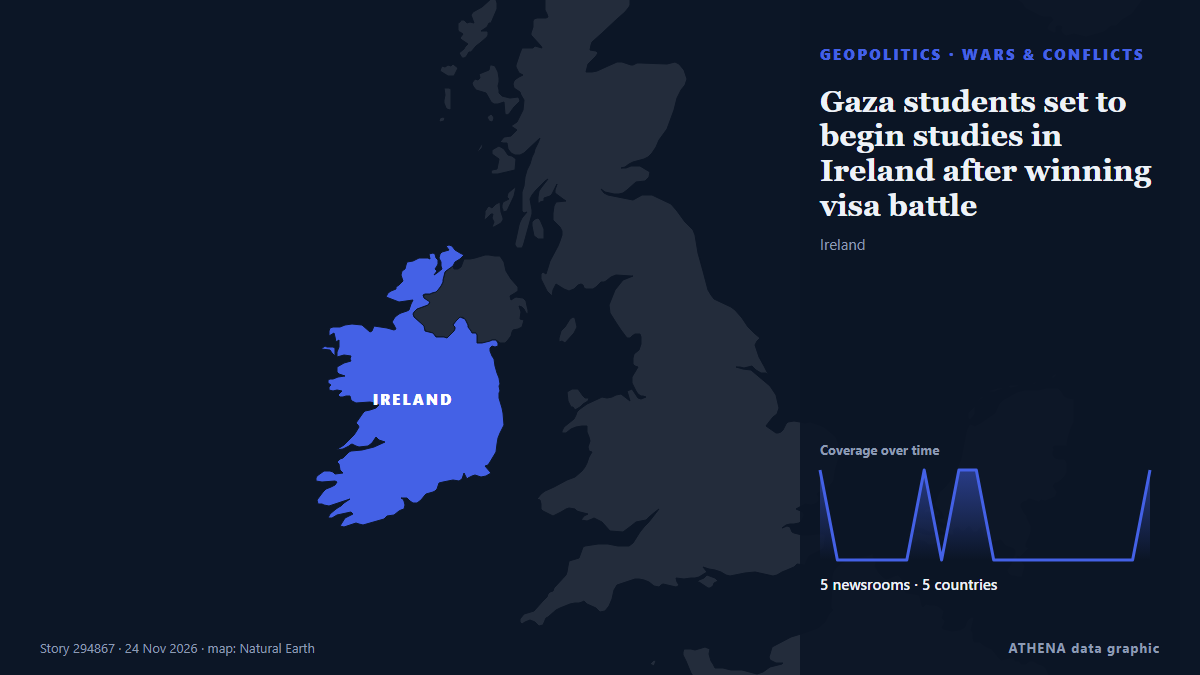 GEOPOLITICS · WARS & CONFLICTS
Gaza students set to
begin studies in
Ireland after winning
visa battle
Ireland
IRELAND
Coverage over time
5 newsrooms · 5 countries
Story 294867 · 24 Nov 2026 · map: Natural Earth
ATHENA data graphic